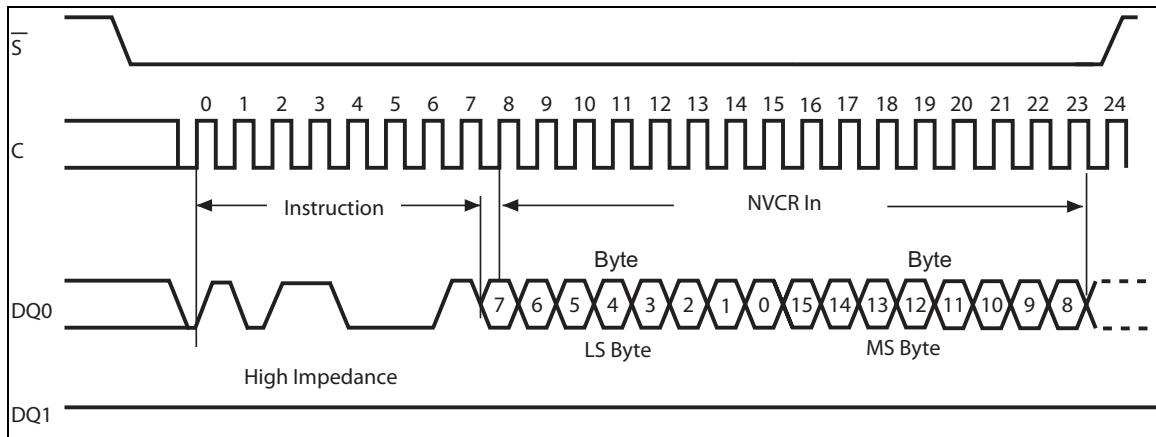 S
0 1 2 3 4 5 6 7 8 9 10 11 12 13 14 15 16 17 18 19 20 21 22 23 24
C
Instruction NVCR In
Byte Byte
DQ0 7 6 5 4 3 2 1 0 15 14 13 12 11 10 9 8
LS Byte MS Byte
High Impedance
DQ1